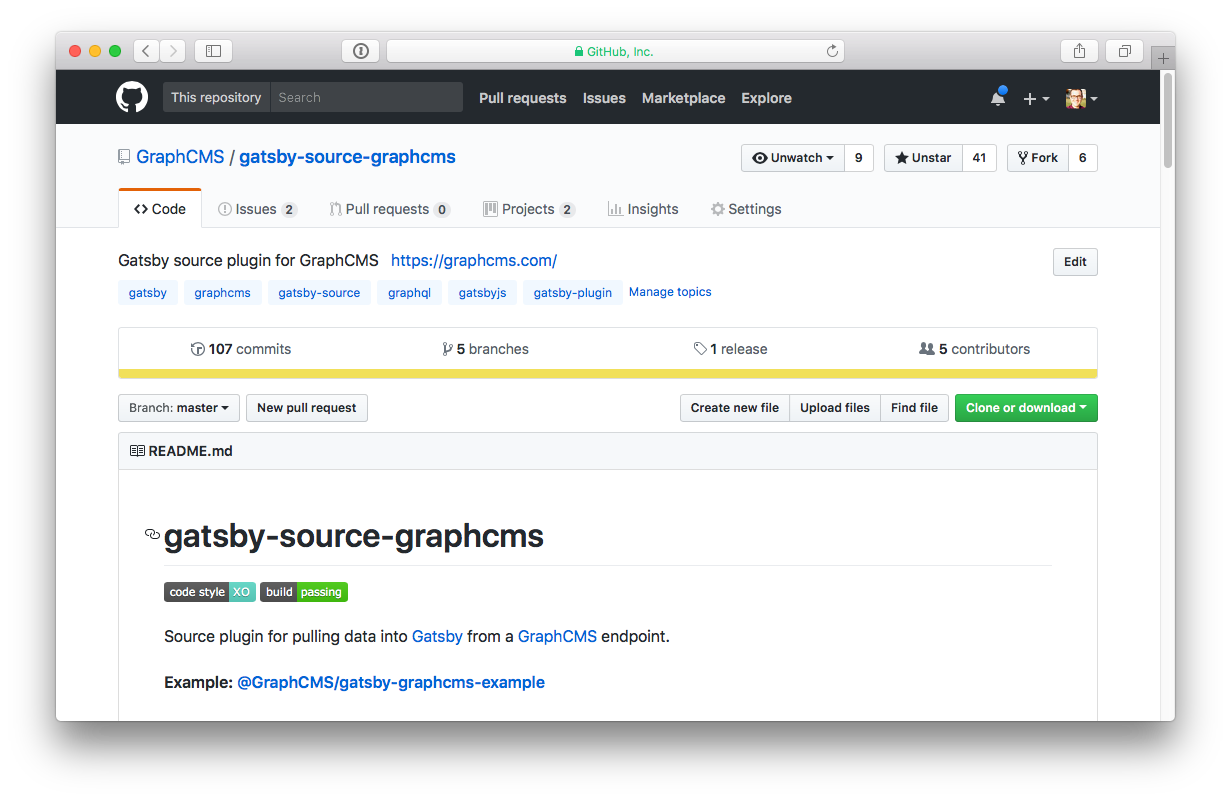 GitHub, Inc.
This repository Search Pull requests Issues Marketplace Explore
GraphCMS / gatsby-source-graphcms Unwatch 9 Unstar 41 Fork 6
Code Issues 2 Pull requests 0 Projects 2 Insights Settings
Gatsby source plugin for GraphCMS https://graphcms.com/ Edit
gatsby graphcms gatsby-source graphql gatsbyjs gatsby-plugin Manage topics
107 commits 5 branches 1 release 5 contributors
Branch: master New pull request Create new file Upload files Find file Clone or download
README.md
gatsby-source-graphcms
code style XO build passing
Source plugin for pulling data into Gatsby from a GraphCMS endpoint.
Example: @GraphCMS/gatsby-graphcms-example